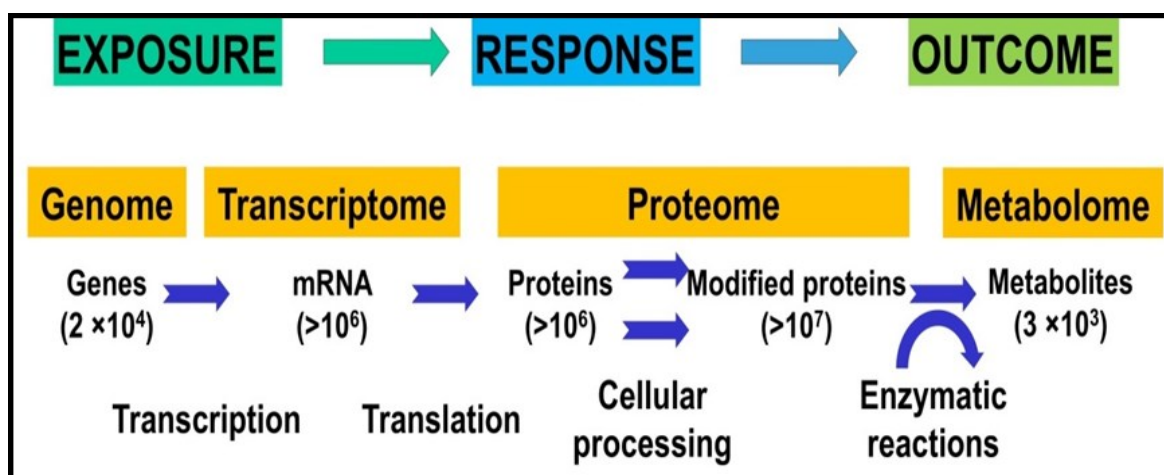 EXPOSURE RESPONSE OUTCOME
Genome Transcriptome Proteome Metabolome
Genes mRNA Proteins Modified proteins Metabolites
(2 ×10⁴) (>10⁶) (>10⁶) (>10⁷) (3 ×10³)
Transcription Translation Cellular processing Enzymatic reactions